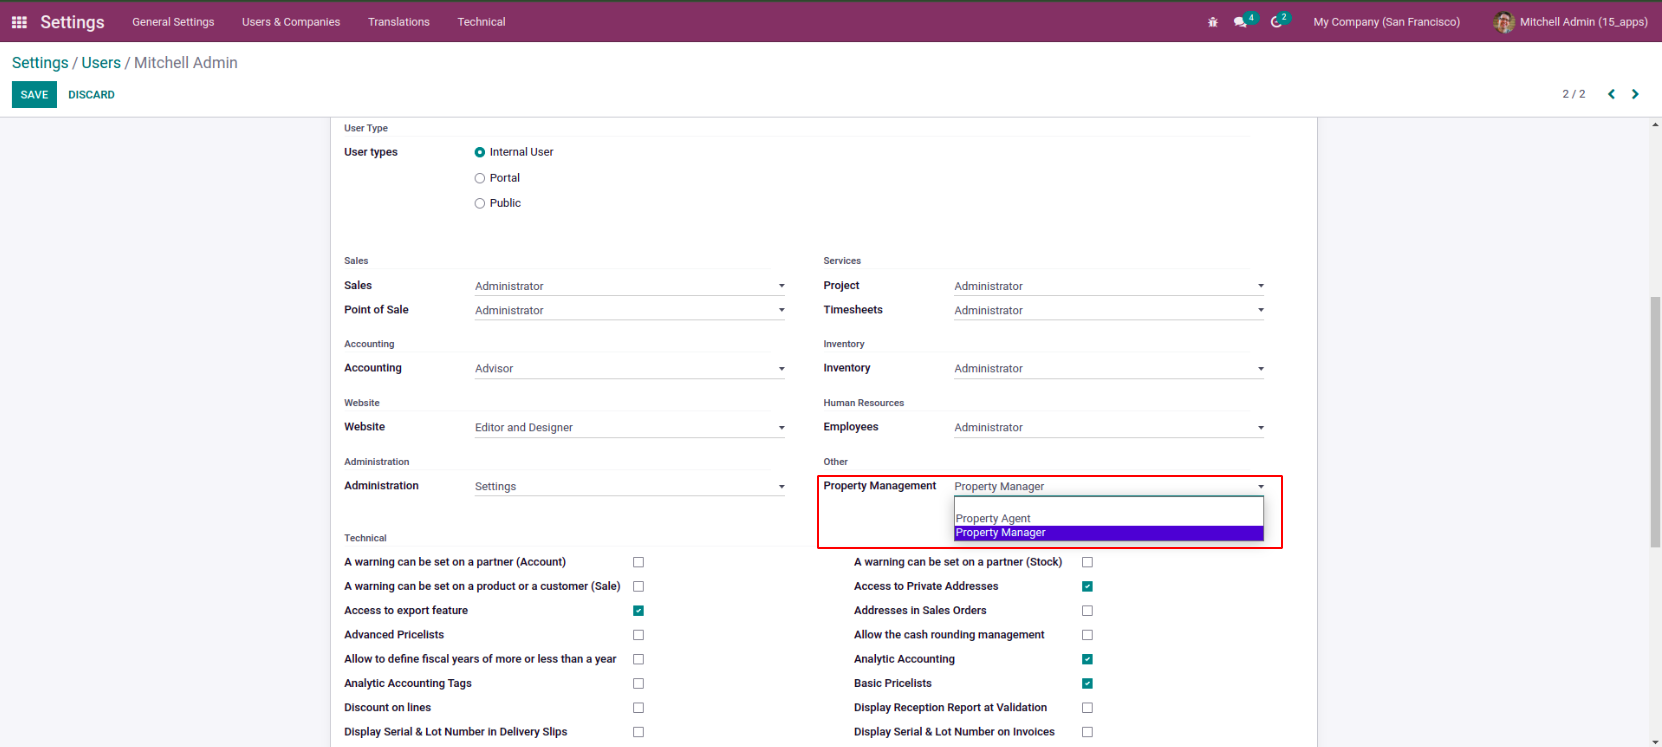 Settings General Settings Users & Companies Translations Technical 4 2 My Company (San Francisco) Mitchell Admin (15_apps)
Settings / Users / Mitchell Admin
SAVE DISCARD 2 / 2
User Type
User types Internal User
Portal
Public
Sales Services
Sales Administrator Project Administrator
Point of Sale Administrator Timesheets Administrator
Accounting Inventory
Accounting Advisor Inventory Administrator
Website Human Resources
Website Editor and Designer Employees Administrator
Administration Other
Administration Settings Property Management Property Manager
Property Agent
Property Manager
Technical
A warning can be set on a partner (Account) A warning can be set on a partner (Stock)
A warning can be set on a product or a customer (Sale) Access to Private Addresses
Access to export feature Addresses in Sales Orders
Advanced Pricelists Allow the cash rounding management
Allow to define fiscal years of more or less than a year Analytic Accounting
Analytic Accounting Tags Basic Pricelists
Discount on lines Display Reception Report at Validation
Display Serial & Lot Number in Delivery Slips Display Serial & Lot Number on Invoices